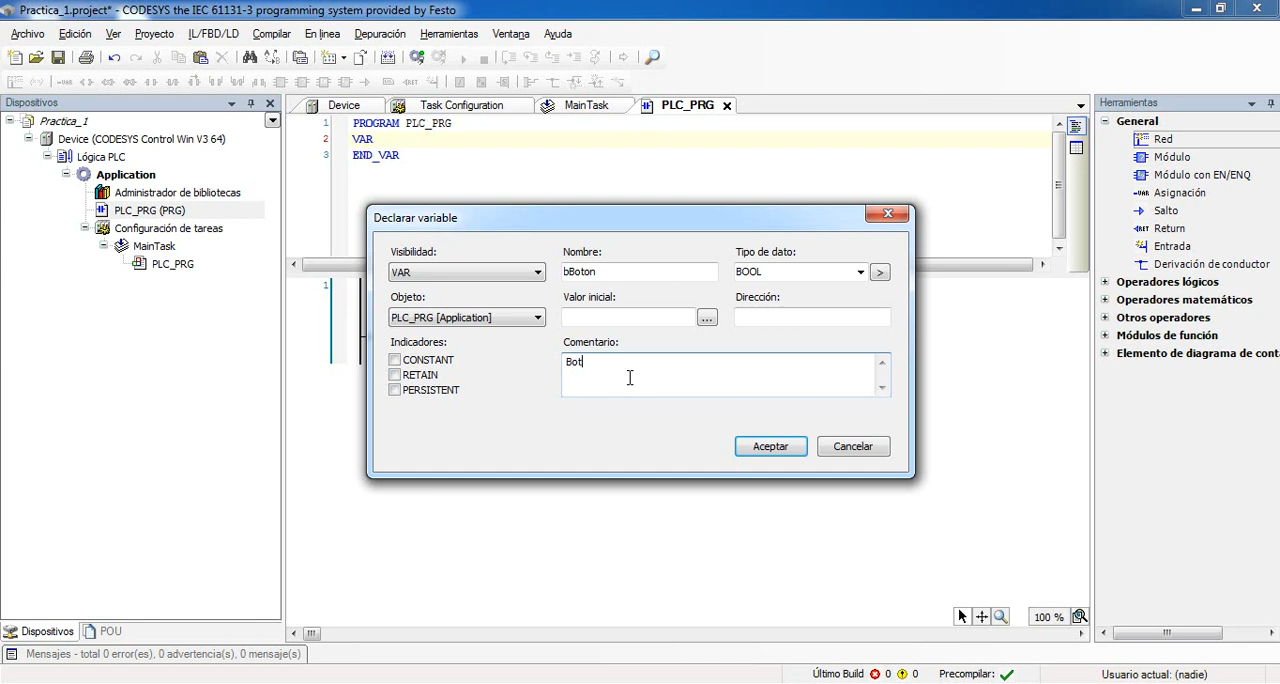 Practica_1.project* - CODESYS the IEC 61131-3 programming system provided by Festo
Archivo Edición Ver Proyecto IL/FBD/LD Compilar En línea Depuración Herramientas Ventana Ayuda
Dispositivos
Practica_1
Device (CODESYS Control Win V3 64)
Lógica PLC
Application
Administrador de bibliotecas
PLC_PRG (PRG)
Configuración de tareas
MainTask
PLC_PRG
Dispositivos POU
Device Task Configuration MainTask PLC_PRG
1 PROGRAM PLC_PRG
2 VAR
3 END_VAR
1
Declarar variable
Visibilidad: Nombre: Tipo de dato:
VAR bBoton BOOL >
Objeto: Valor inicial: Dirección:
PLC_PRG [Application] ...
Indicadores: Comentario:
CONSTANT Bot
RETAIN
PERSISTENT
Aceptar Cancelar
100 %
Herramientas
General
Red
Módulo
Módulo con EN/ENQ
Asignación
Salto
Return
Entrada
Derivación de conductor
Operadores lógicos
Operadores matemáticos
Otros operadores
Módulos de función
Elemento de diagrama de cont
Mensajes - total 0 error(es), 0 advertencia(s), 0 mensaje(s)
Último Build 0 0 Precompilar: Usuario actual: (nadie)